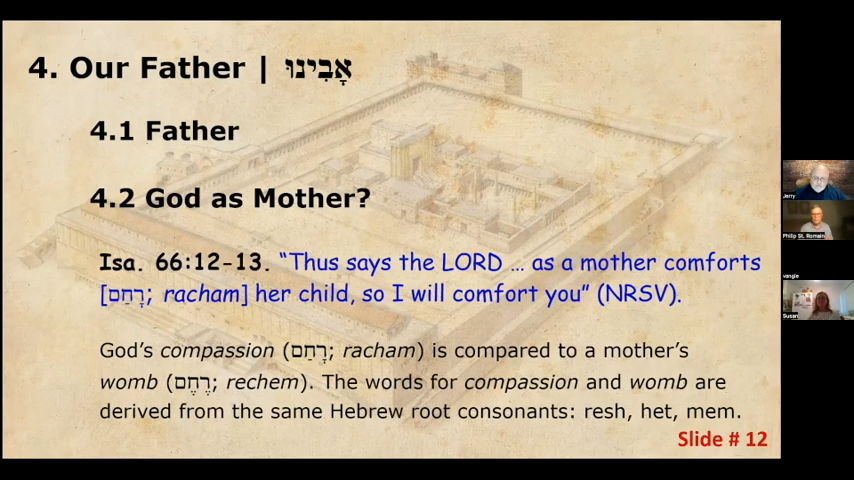 4. Our Father | אָבִינוּ
4.1 Father
4.2 God as Mother?
Isa. 66:12-13. “Thus says the LORD … as a mother comforts
[רָחַם; racham] her child, so I will comfort you” (NRSV).
God’s compassion (רָחַם; racham) is compared to a mother’s
womb (רֶחֶם; rechem). The words for compassion and womb are
derived from the same Hebrew root consonants: resh, het, mem.
Slide # 12
Jerry
Philip St. Romain
vangie
Susan